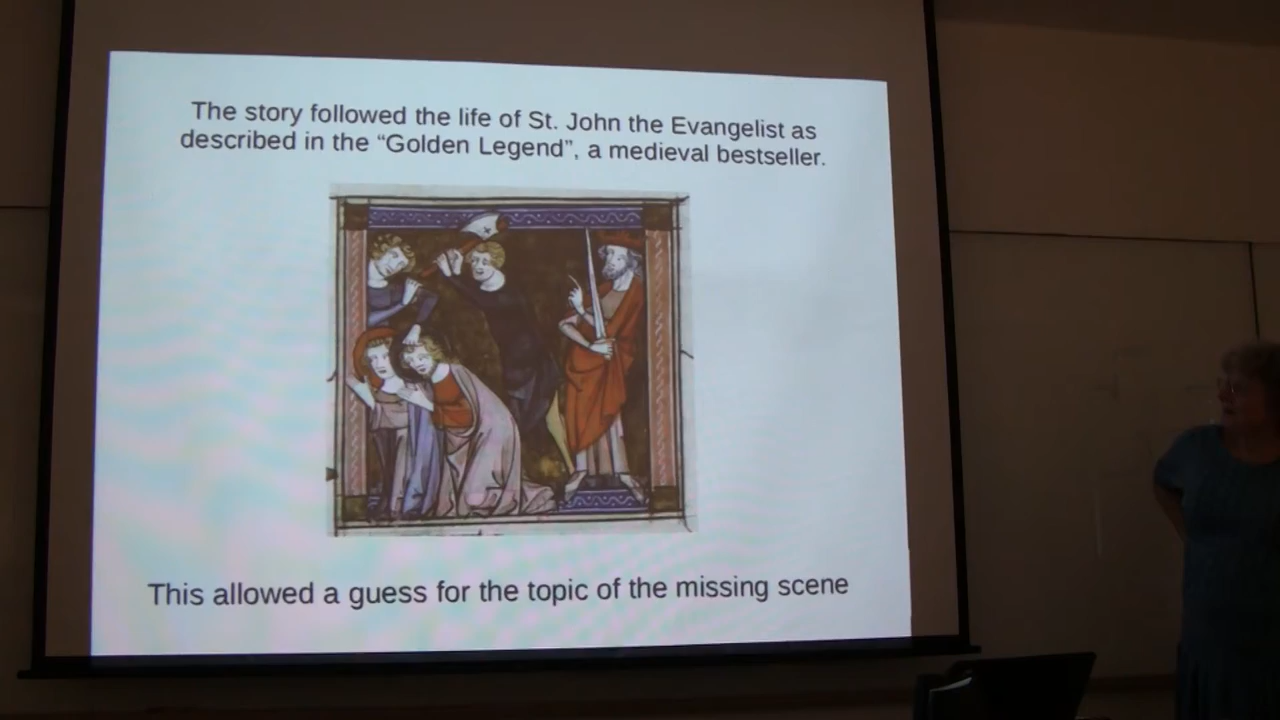 The story followed the life of St. John the Evangelist as
described in the “Golden Legend”, a medieval bestseller.
This allowed a guess for the topic of the missing scene